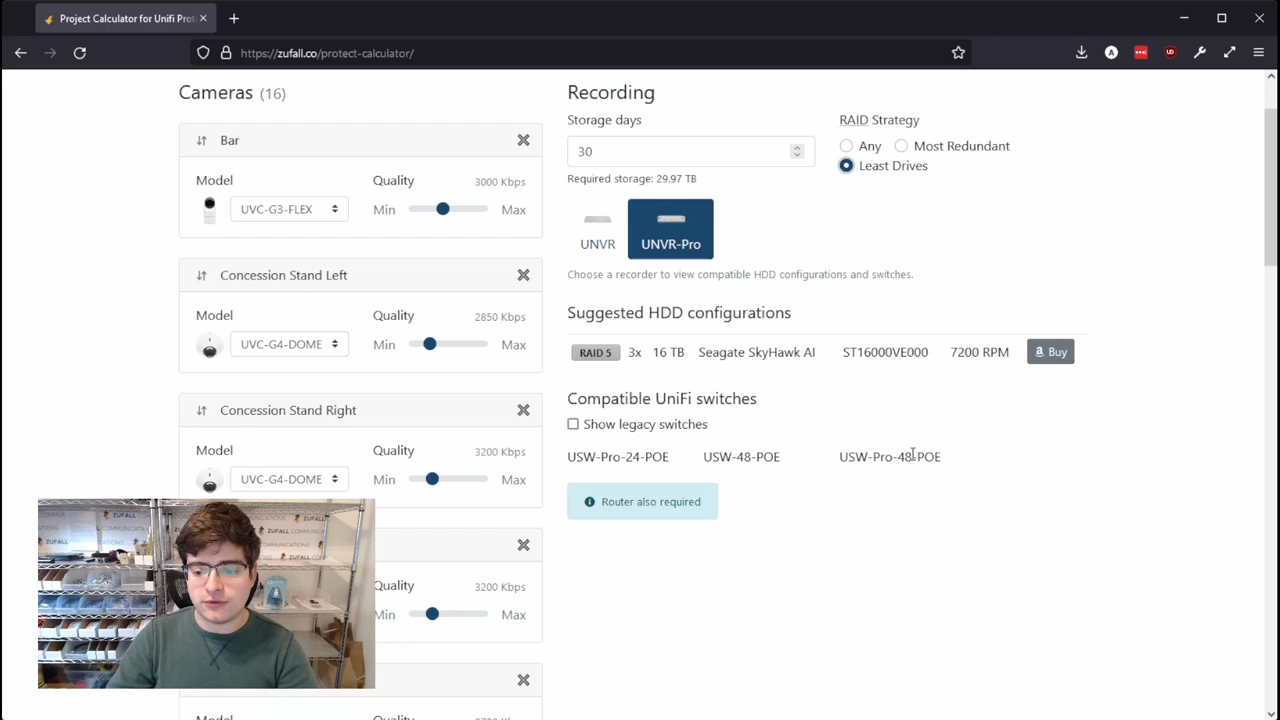 Project Calculator for Unifi Prot
https://zufall.co/protect-calculator/
Cameras (16)
Bar
Model
Quality
3000 Kbps
UVC-G3-FLEX
Min
Max
Concession Stand Left
Model
Quality
2850 Kbps
UVC-G4-DOME
Min
Max
Concession Stand Right
Model
Quality
3200 Kbps
UVC-G4-DOME
Min
Max
Quality
3200 Kbps
Min
Max
Recording
Storage days
30
Required storage: 29.97 TB
RAID Strategy
Any
Most Redundant
Least Drives
UNVR
UNVR-Pro
Choose a recorder to view compatible HDD configurations and switches.
Suggested HDD configurations
RAID 5 3x 16 TB Seagate SkyHawk AI ST16000VE000 7200 RPM Buy
Compatible UniFi switches
Show legacy switches
USW-Pro-24-POE USW-48-POE USW-Pro-48-POE
Router also required
ZUFALL COMMUNICATIONS